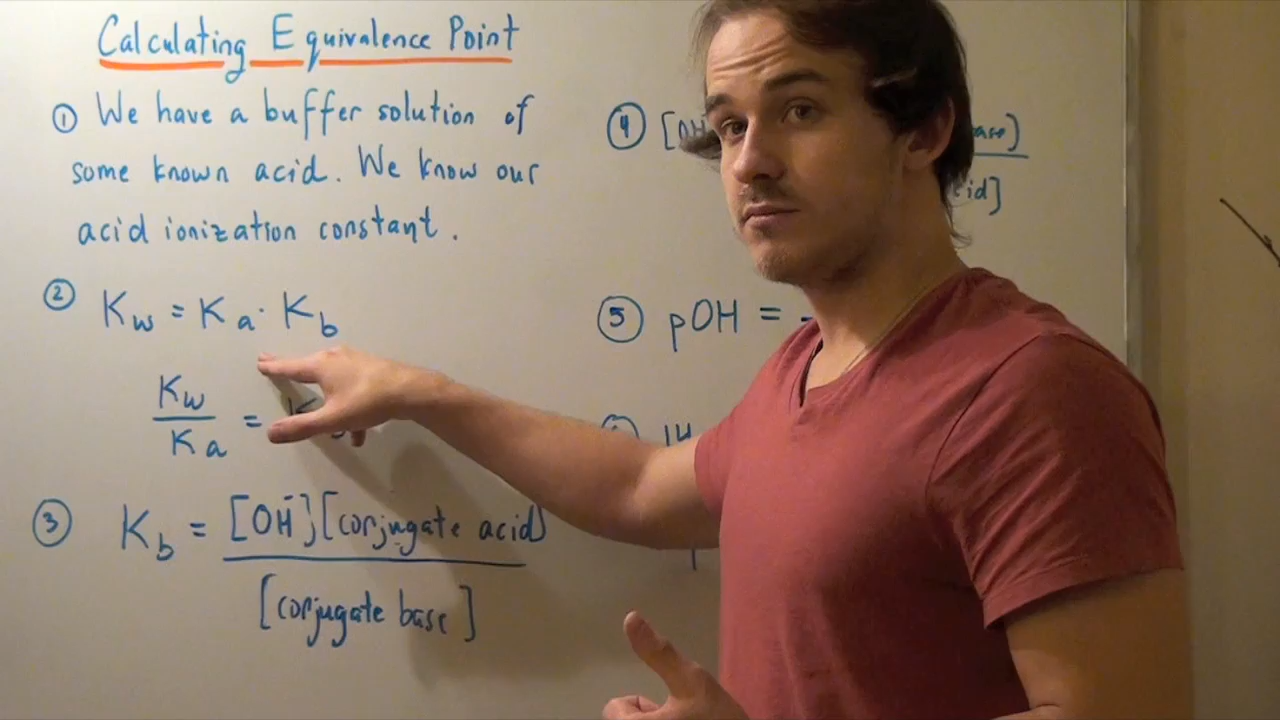 Calculating Equivalence Point
① We have a buffer solution of
some known acid. We know our
acid ionization constant.
② Kw = Ka · Kb
Kw
Ka
=
③ Kb = [OH⁻][conjugate acid]
[conjugate base]
④ [OH
base]
acid]
⑤ pOH = -